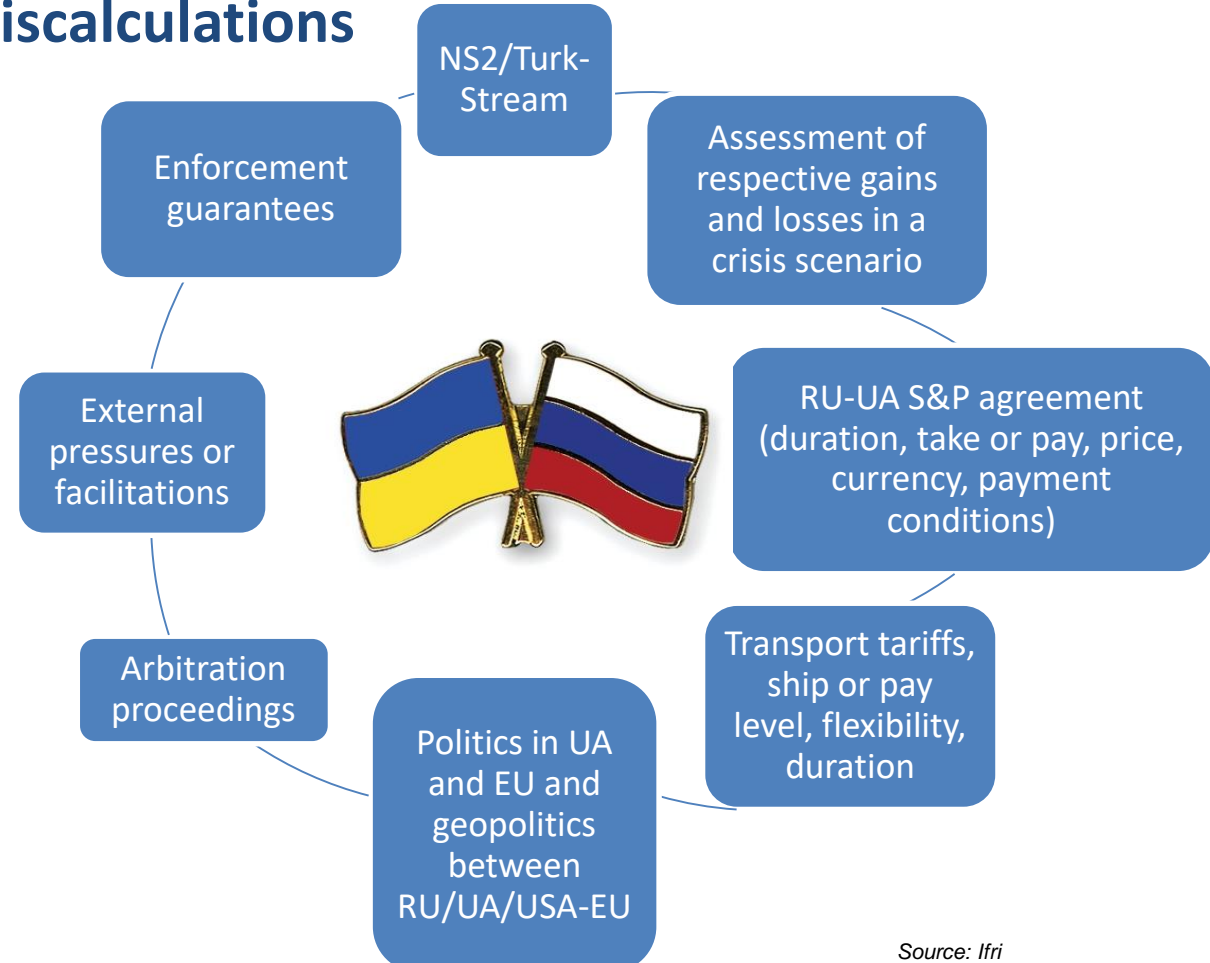 iscalculations
NS2/Turk-
Stream
Assessment of
respective gains
and losses in a
crisis scenario
RU-UA S&P agreement
(duration, take or pay, price,
currency, payment
conditions)
Transport tariffs,
ship or pay
level, flexibility,
duration
Politics in UA
and EU and
geopolitics
between
RU/UA/USA-EU
Arbitration
proceedings
External
pressures or
facilitations
Enforcement
guarantees
Source: Ifri